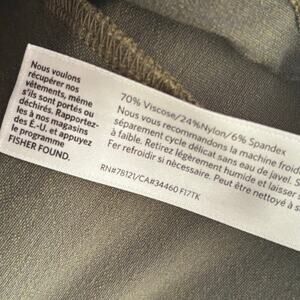 Nous voulons
récupérer nos
vêtements, même
s'ils sont portés ou
déchirés. Rapportez-
les à nos magasins
des É.-U. et appuyez
le programme
FISHER FOUND.
70% Viscose/24%Nylon/6% Spandex
Nous vous recommandons la machine froide
séparement cycle délicat sans eau de javel. S
à faible. Retirez légèrement humide et laisser s
Fer refroidir si nécessaire. Peut être nettoyé à s
RN#78121/CA#34460 F17TK